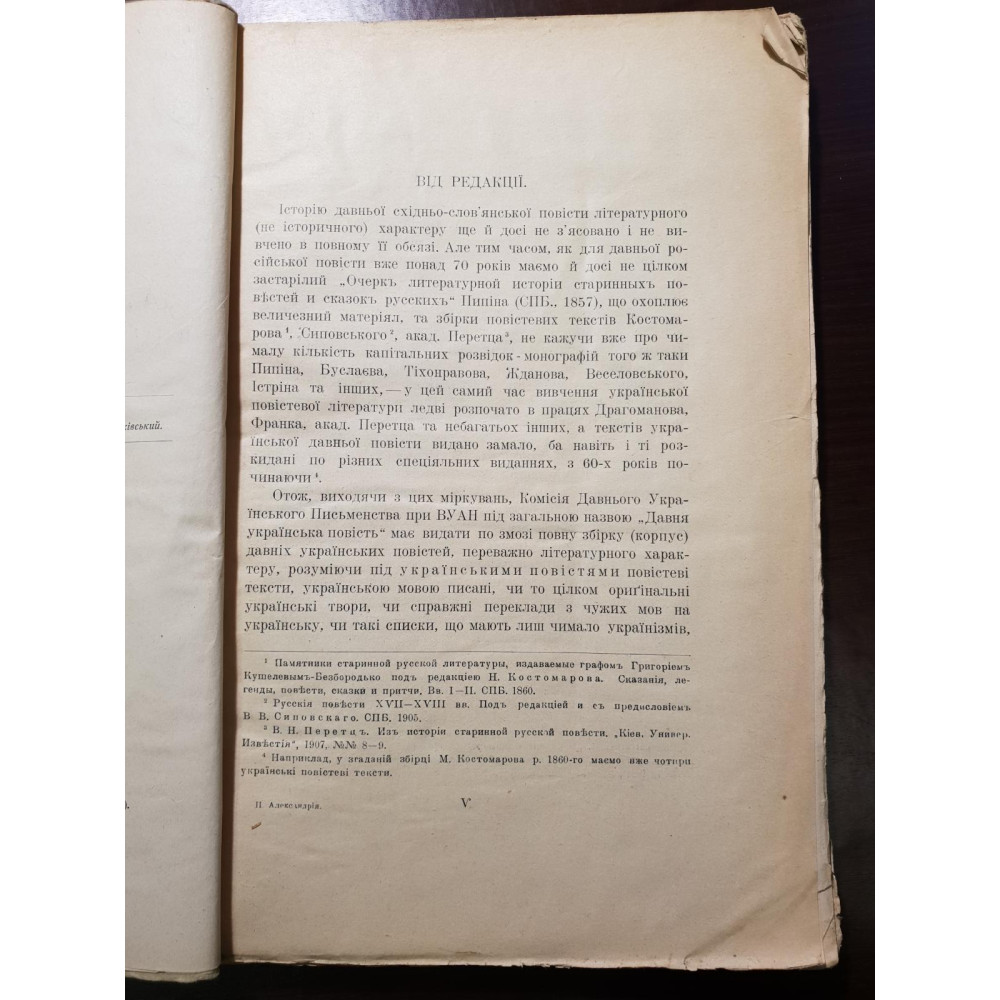 ківський.
).
ВІД РЕДАКЦІЇ.
Історію давньої східньо-слов'янської повісти літературного
(не історичного) характеру ще й досі не з'ясовано і не ви-
вчено в повному її обсязі. Але тим часом, як для давньої ро-
сійської повісти вже понад 70 років маємо й досі не цілком
застарілий „Очеркъ литературной исторіи старинныхъ по-
вѣстей и сказокъ русскихъ“ Пипіна (СПБ., 1857), що охоплює
величезний матеріял, та збірки повістевих текстів Костома-
рова¹, Сиповського², акад. Перетца³, не кажучи вже про чи-
малу кількість капітальних розвідок-монографій того ж таки
Пипіна, Буслаєва, Тіхонравова, Жданова, Веселовського,
Істріна та інших,—у цей самий час вивчення української
повістевої літератури ледві розпочато в працях Драгоманова,
Франка, акад. Перетца та небагатьох інших, а текстів укра-
їнської давньої повісти видано замало, ба навіть і ті роз-
кидані по різних спеціяльних виданнях, з 60-х років по-
чинаючи⁴.
Отож, виходячи з цих міркувань, Комісія Давнього Укра-
їнського Письменства при ВУАН під загальною назвою „Давня
українська повість“ має видати по змозі повну збірку (корпус)
давніх українських повістей, переважно літературного харак-
теру, розуміючи під українськими повістями повістеві
тексти, українською мовою писані, чи то цілком ориґінальні
українські твори, чи справжні переклади з чужих мов на
українську, чи такі списки, що мають лиш чимало українізмів,
¹ Памятники старинной русской литературы, издаваемые графомъ Григоріемъ
Кушелевымъ-Безбородько подъ редакціею Н. Костомарова. Сказанія, ле-
генды, повѣсти, сказки и притчи. Вв. I—II. СПБ. 1860.
² Русскія повѣсти XVII—XVIII вв. Подъ редакціей и съ предисловіемъ
В. В. Сиповскаго. СПБ, 1905.
³ В. Н. Перетц. Изъ исторіи старинной русской повѣсти. „Кіев. Универ.
Извѣстія“, 1907, №№ 8—9.
⁴ Наприклад, у згаданій збірці М. Костомарова р. 1860-го маємо вже чотири
українські повістеві тексти.
II Александрія.
V